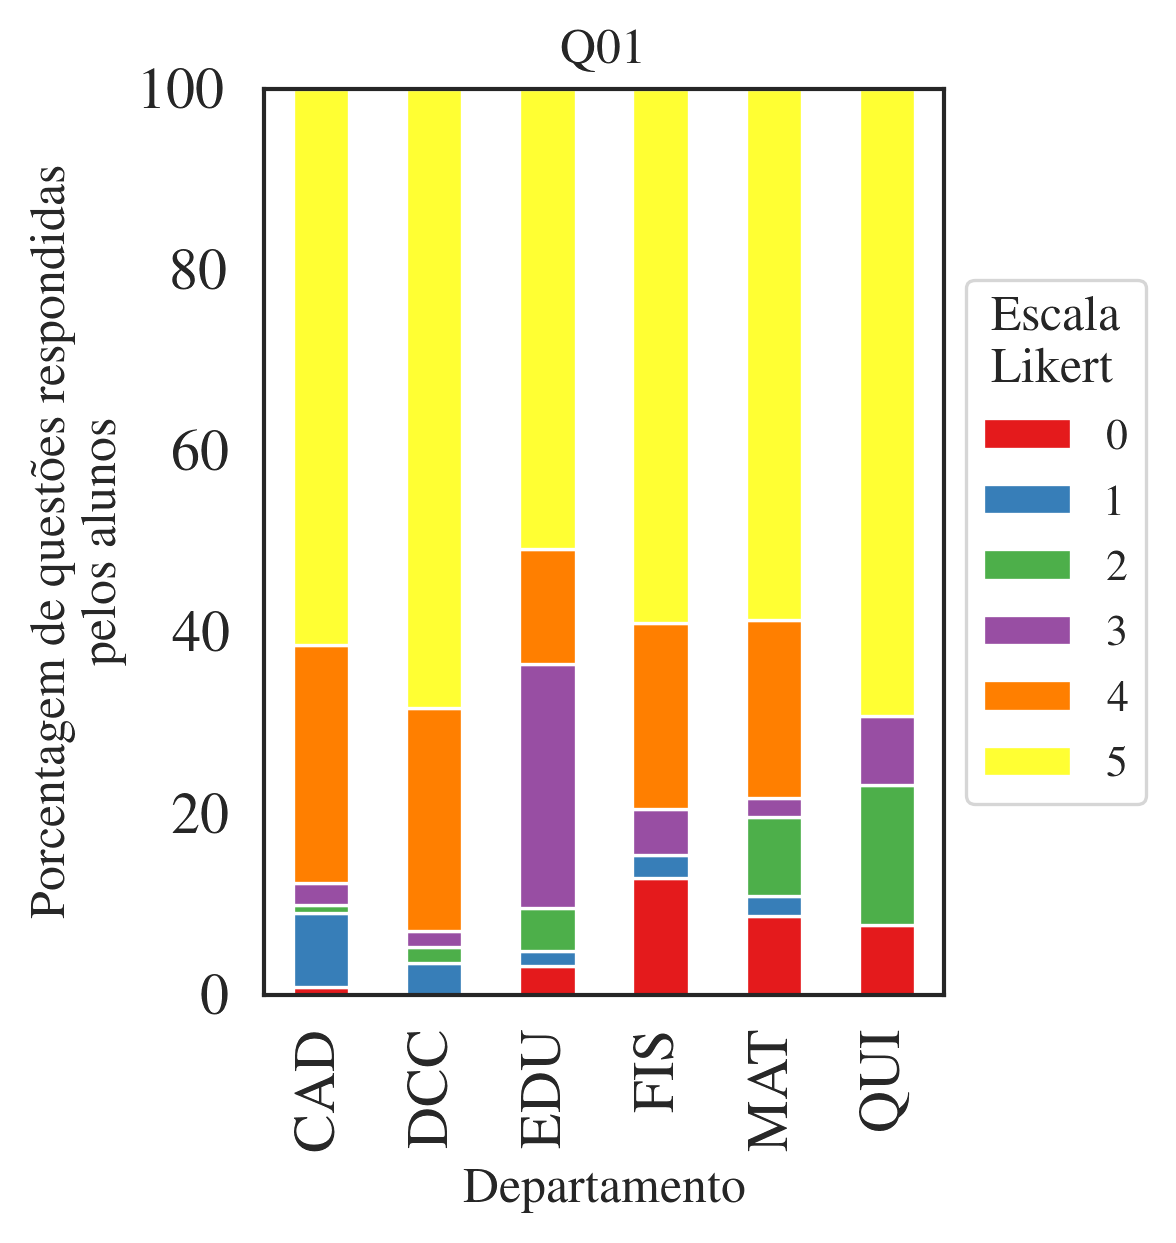 Q01
100
80
60
40
20
0
Porcentagem de questões respondidas
pelos alunos
CAD
DCC
EDU
FIS
MAT
QUI
Departamento
Escala
Likert
0
1
2
3
4
5